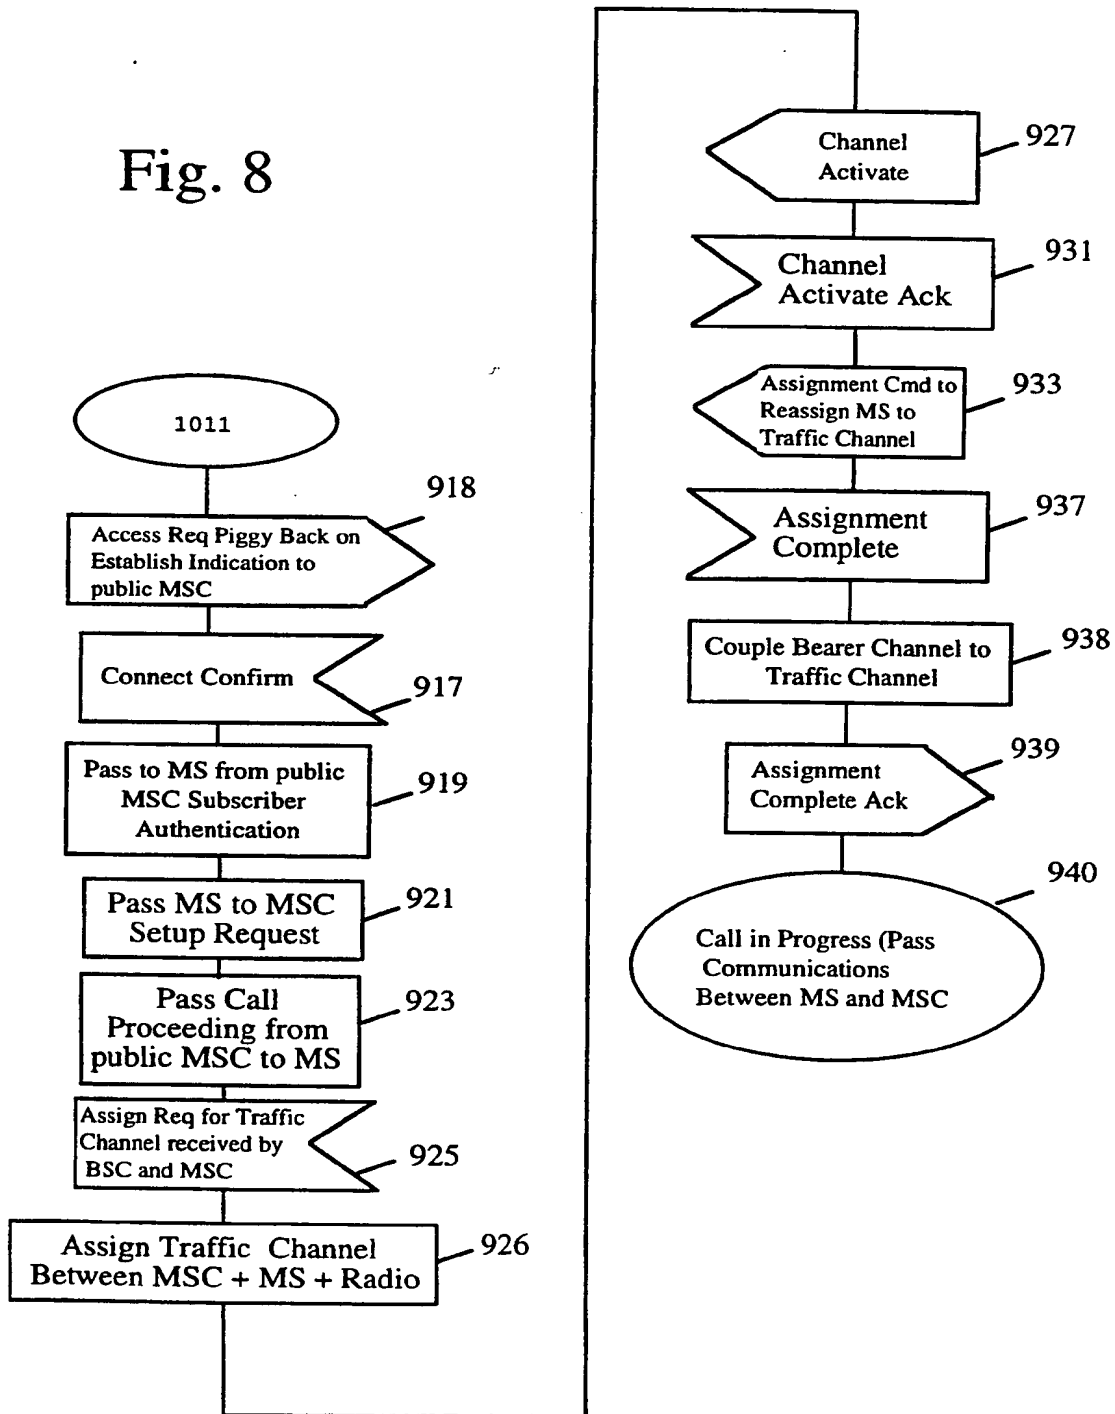 Fig. 8
1011
918
Access Req Piggy Back on
Establish Indication to
public MSC
Connect Confirm
917
Pass to MS from public
MSC Subscriber
Authentication
919
Pass MS to MSC
Setup Request
921
Pass Call
Proceeding from
public MSC to MS
923
Assign Req for Traffic
Channel received by
BSC and MSC
925
Assign Traffic Channel
Between MSC + MS + Radio
926
Channel
Activate
927
Channel
Activate Ack
931
Assignment Cmd to
Reassign MS to
Traffic Channel
933
Assignment
Complete
937
Couple Bearer Channel to
Traffic Channel
938
Assignment
Complete Ack
939
940
Call in Progress (Pass
Communications
Between MS and MSC